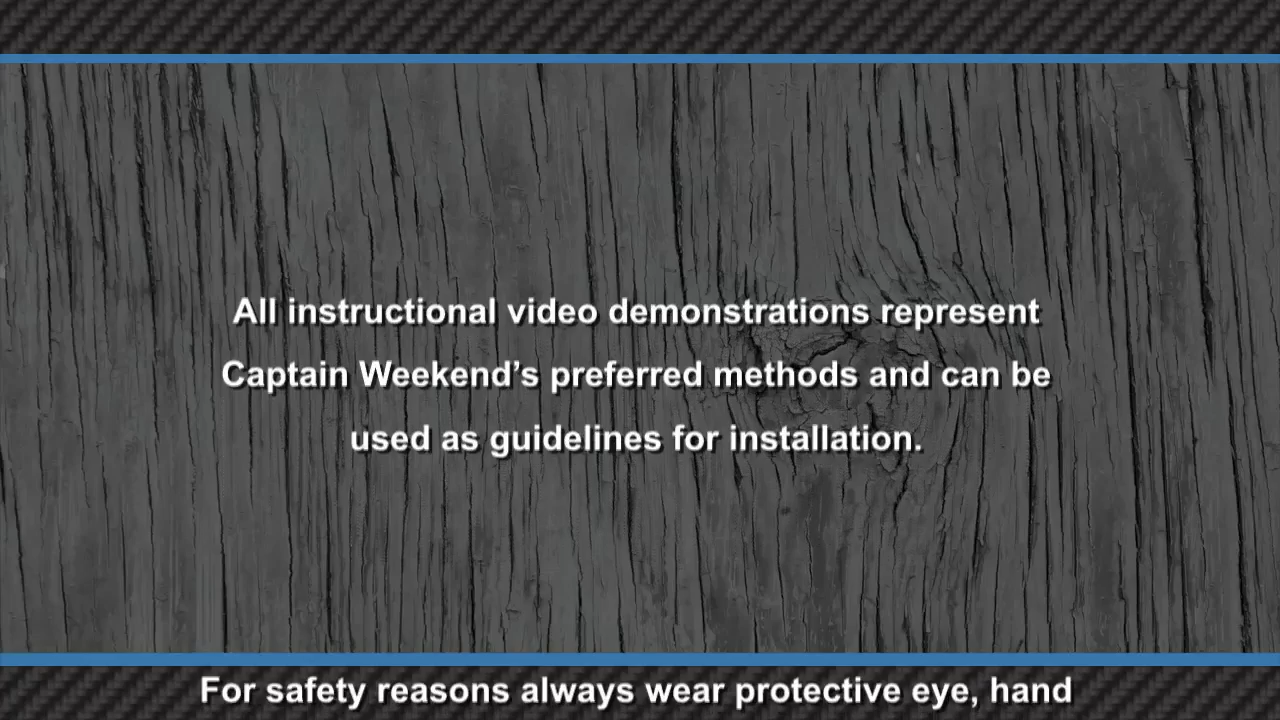 All instructional video demonstrations represent
Captain Weekend’s preferred methods and can be
used as guidelines for installation.
For safety reasons always wear protective eye, hand